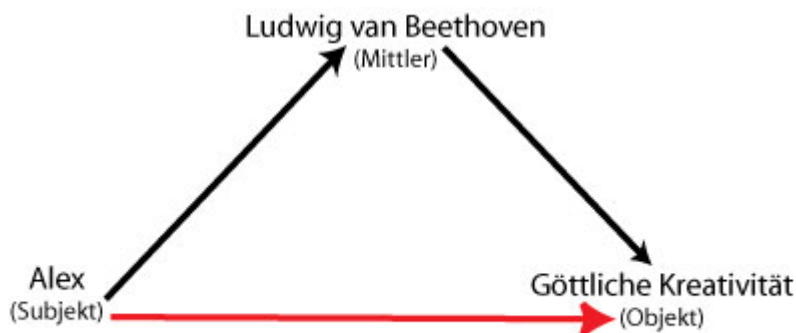 Ludwig van Beethoven
(Mittler)
Alex
(Subjekt)
Göttliche Kreativität
(Objekt)